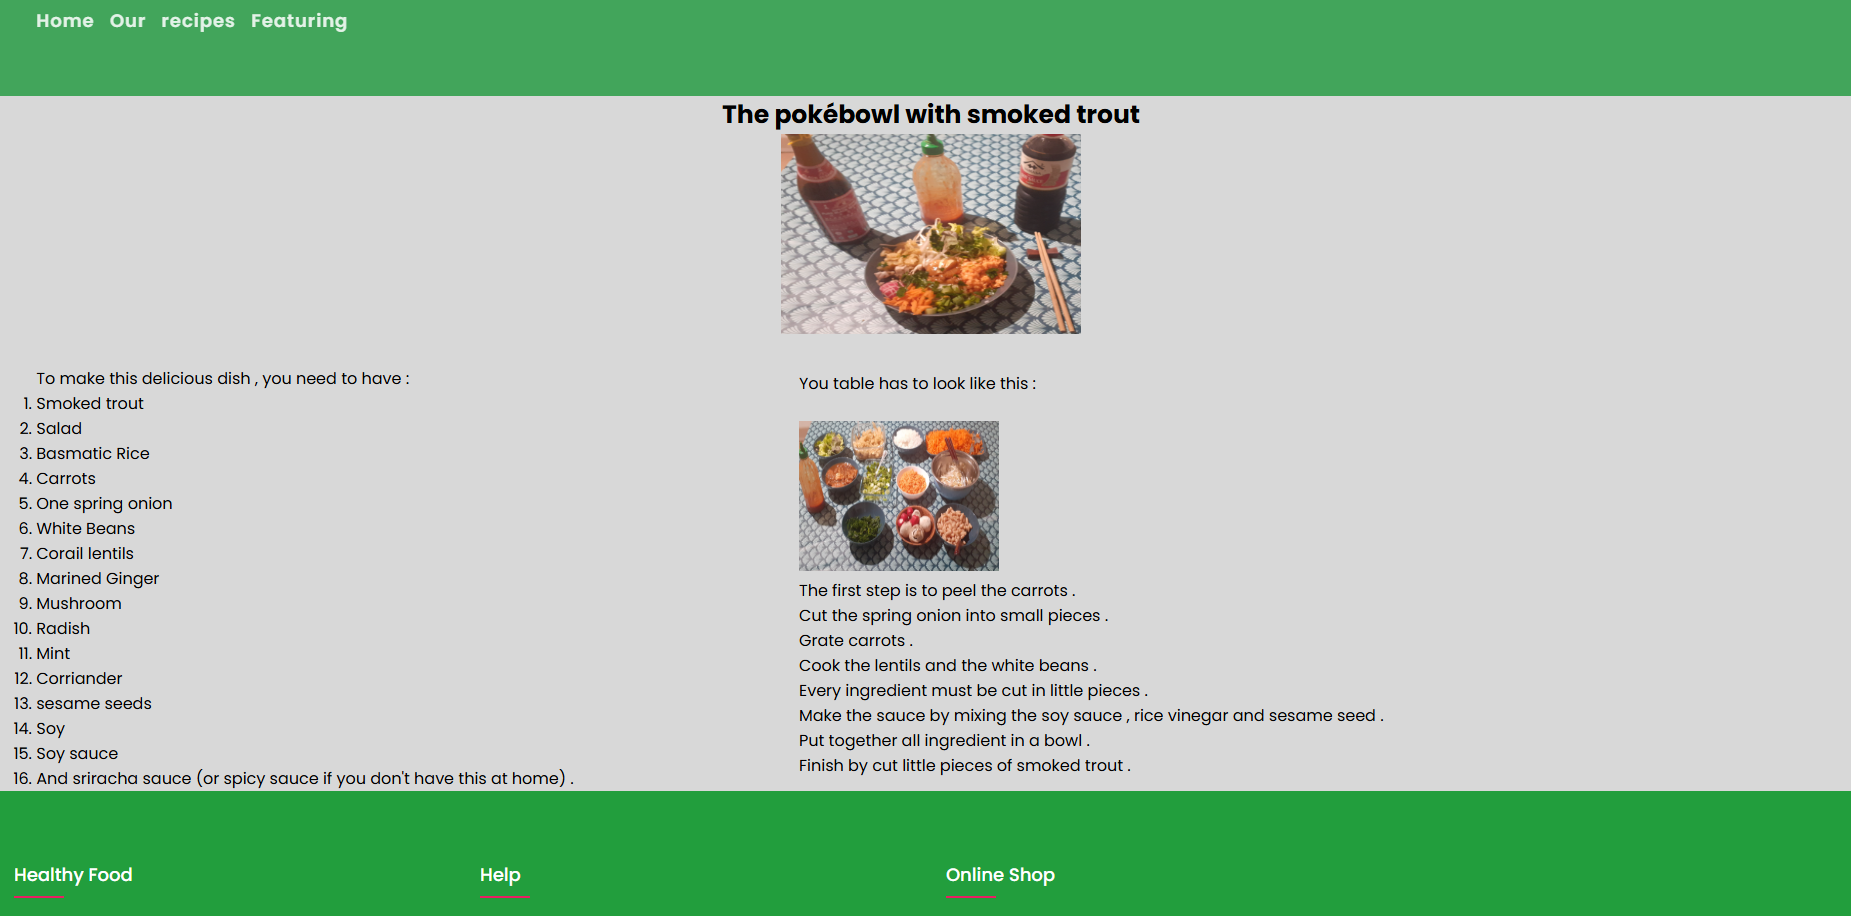 Home Our recipes Featuring
The pokébowl with smoked trout
To make this delicious dish , you need to have :
1. Smoked trout
2. Salad
3. Basmatic Rice
4. Carrots
5. One spring onion
6. White Beans
7. Corail lentils
8. Marined Ginger
9. Mushroom
10. Radish
11. Mint
12. Corriander
13. sesame seeds
14. Soy
15. Soy sauce
16. And sriracha sauce (or spicy sauce if you don't have this at home) .
You table has to look like this :
The first step is to peel the carrots .
Cut the spring onion into small pieces .
Grate carrots .
Cook the lentils and the white beans .
Every ingredient must be cut in little pieces .
Make the sauce by mixing the soy sauce , rice vinegar and sesame seed .
Put together all ingredient in a bowl .
Finish by cut little pieces of smoked trout .
Healthy Food
Help
Online Shop